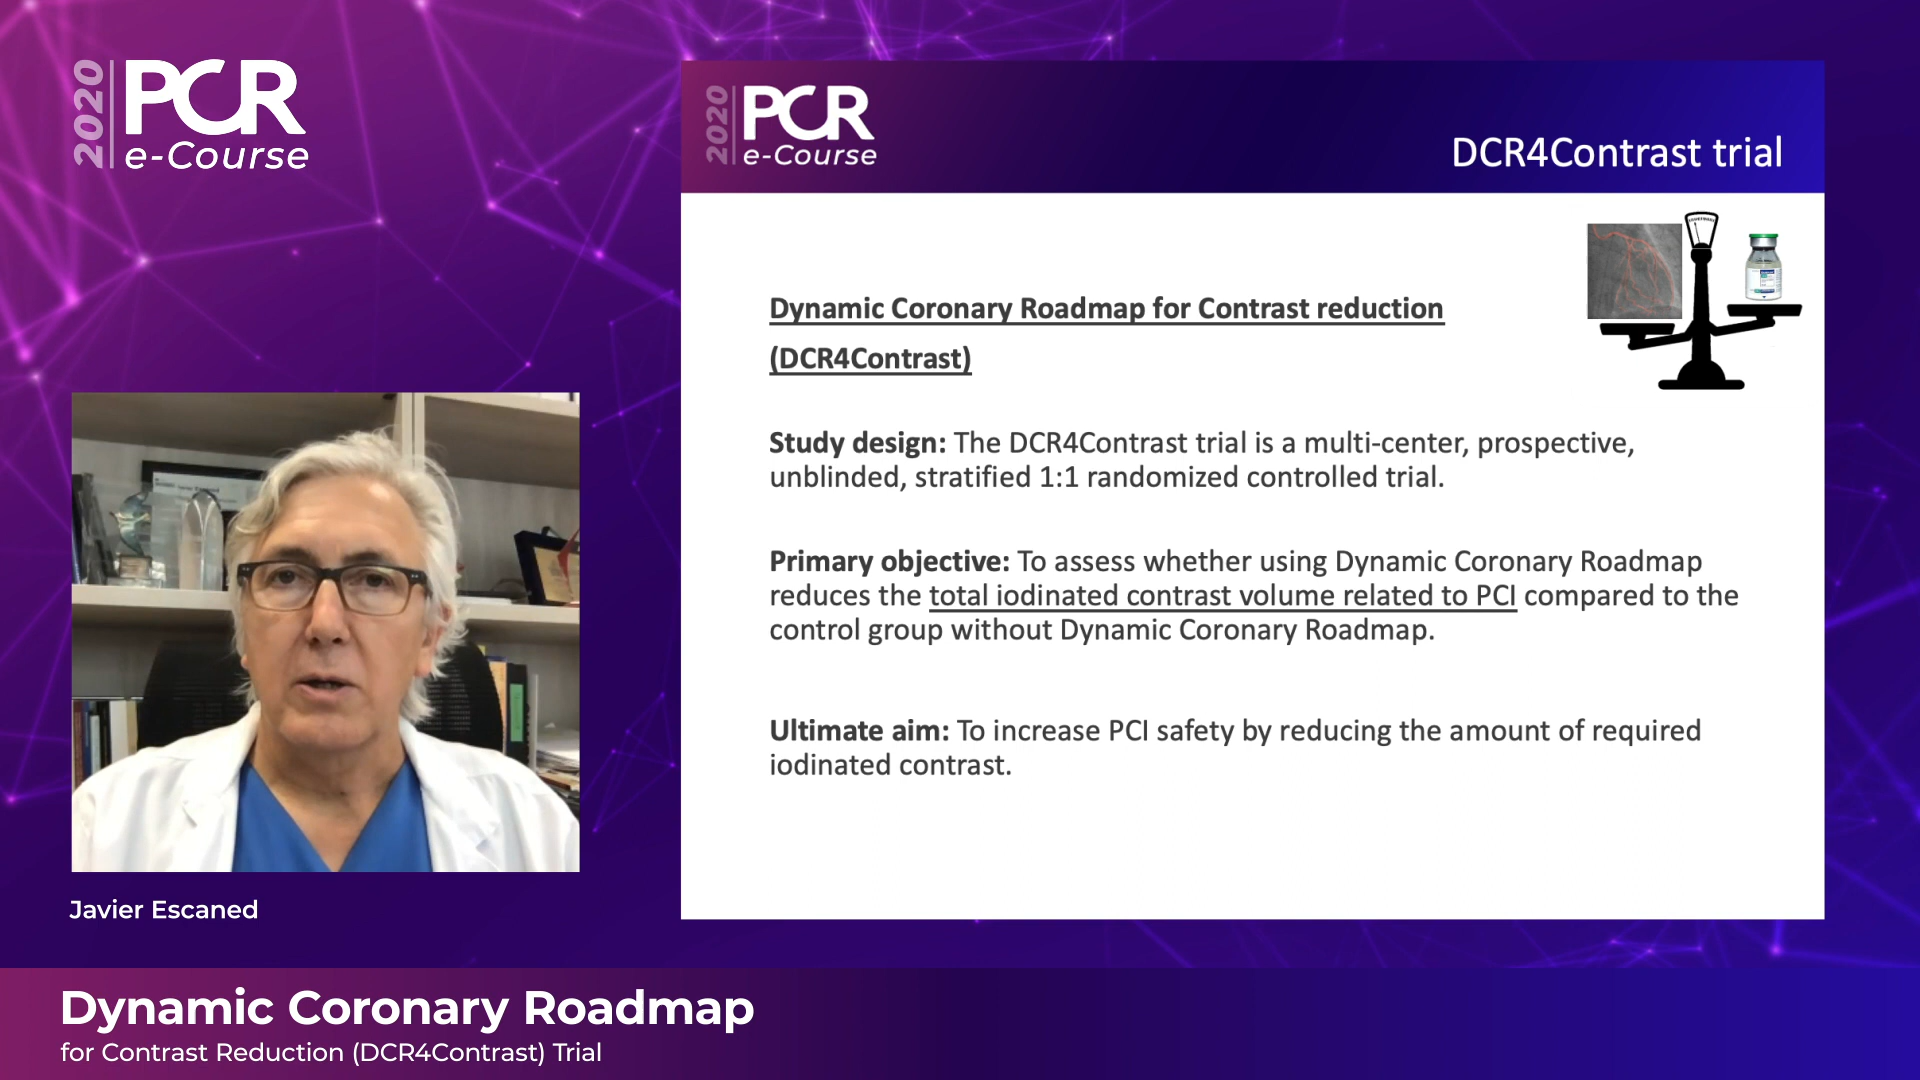 2020
PCR
e-Course
2020
PCR
e-Course
DCR4Contrast trial
Dynamic Coronary Roadmap for Contrast reduction
(DCR4Contrast)
Study design: The DCR4Contrast trial is a multi-center, prospective,
unblinded, stratified 1:1 randomized controlled trial.
Primary objective: To assess whether using Dynamic Coronary Roadmap
reduces the total iodinated contrast volume related to PCI compared to the
control group without Dynamic Coronary Roadmap.
Ultimate aim: To increase PCI safety by reducing the amount of required
iodinated contrast.
Javier Escaned
Dynamic Coronary Roadmap
for Contrast Reduction (DCR4Contrast) Trial